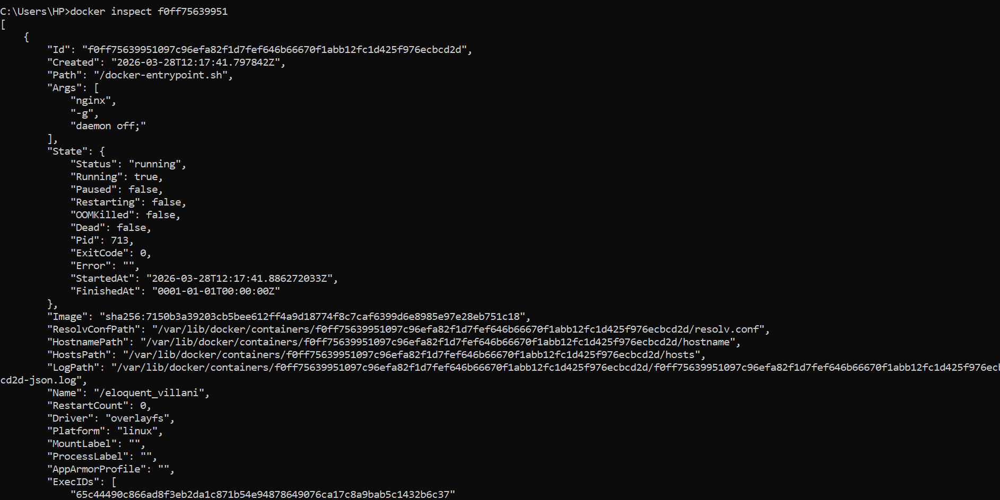 C:\Users\HP>docker inspect f0ff75639951
[
    {
        "Id": "f0ff75639951097c96efa82f1d7fef646b66670f1abb12fc1d425f976ecbcd2d",
        "Created": "2026-03-28T12:17:41.797842Z",
        "Path": "/docker-entrypoint.sh",
        "Args": [
            "nginx",
            "-g",
            "daemon off;"
        ],
        "State": {
            "Status": "running",
            "Running": true,
            "Paused": false,
            "Restarting": false,
            "OOMKilled": false,
            "Dead": false,
            "Pid": 713,
            "ExitCode": 0,
            "Error": "",
            "StartedAt": "2026-03-28T12:17:41.886272033Z",
            "FinishedAt": "0001-01-01T00:00:00Z"
        },
        "Image": "sha256:7150b3a39203cb5bee612ff4a9d18774f8c7caf6399d6e8985e97e28eb751c18",
        "ResolvConfPath": "/var/lib/docker/containers/f0ff75639951097c96efa82f1d7fef646b66670f1abb12fc1d425f976ecbcd2d/resolv.conf",
        "HostnamePath": "/var/lib/docker/containers/f0ff75639951097c96efa82f1d7fef646b66670f1abb12fc1d425f976ecbcd2d/hostname",
        "HostsPath": "/var/lib/docker/containers/f0ff75639951097c96efa82f1d7fef646b66670f1abb12fc1d425f976ecbcd2d/hosts",
        "LogPath": "/var/lib/docker/containers/f0ff75639951097c96efa82f1d7fef646b66670f1abb12fc1d425f976ecbcd2d/f0ff75639951097c96efa82f1d7fef646b66670f1abb12fc1d425f976ecb
cd2d-json.log",
        "Name": "/eloquent_villani",
        "RestartCount": 0,
        "Driver": "overlayfs",
        "Platform": "linux",
        "MountLabel": "",
        "ProcessLabel": "",
        "AppArmorProfile": "",
        "ExecIDs": [
            "65c44490c866ad8f3eb2da1c871b54e94878649076ca17c8a9bab5c1432b6c37"